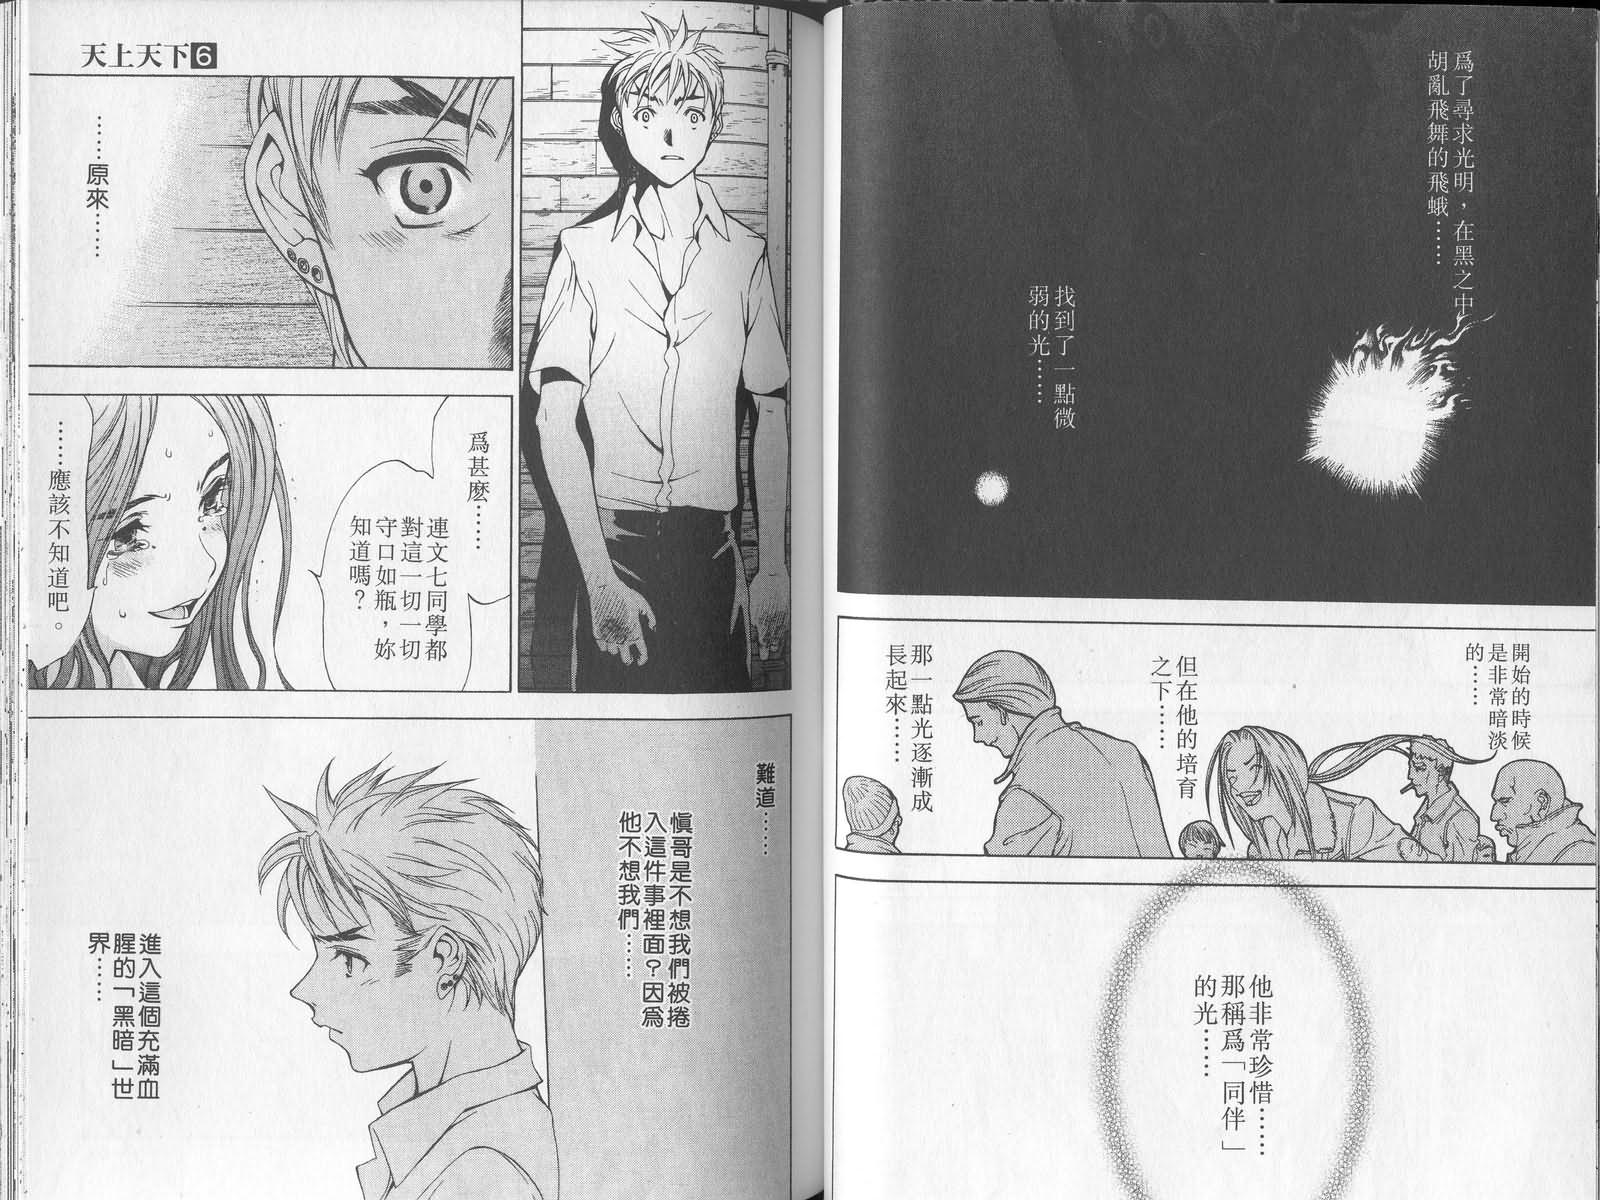 爲了尋求光明，在黑之中
胡亂飛舞的飛蛾……
找到了一點微
弱的光……
開始的時候
是非常暗淡
的……
但在他的培育
之下……
那一點光逐漸成
長起來……
他非常珍惜……
那稱爲「同伴」
的光……
天上天下6
……原來……
爲甚麼……
連文七同學都
對這一切一切
守口如瓶，妳
知道嗎？
……應該不知道吧。
難道……
慎哥是不想我們被捲
入這件事裡面？因爲
他不想我們……
進入這個充滿血
腥的「黑暗」世
界……